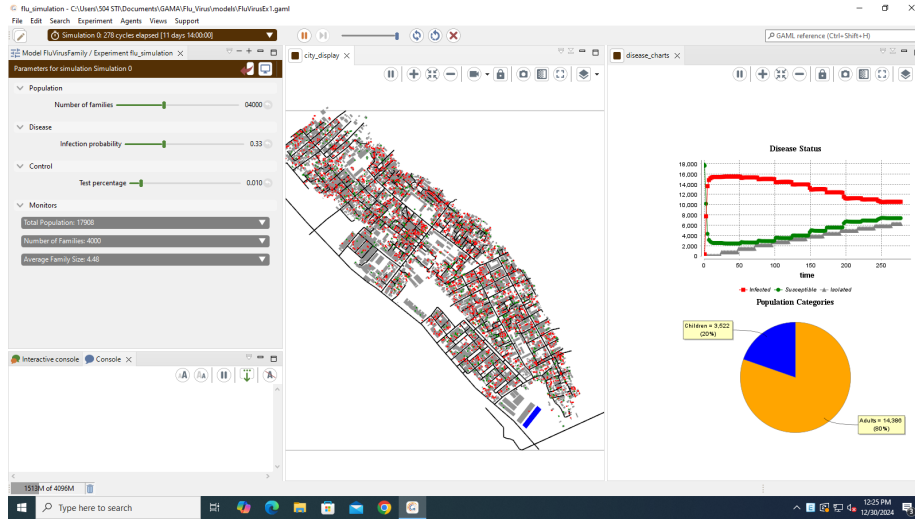 flu_simulation - C:\Users\504 STI\Documents\GAMA\Flu_Virus\models\FluVirusEx1.gaml
File Edit Search Experiment Agents Views Support
Simulation 0: 278 cycles elapsed [11 days 14:00:00]
GAML reference (Ctrl+Shift+H)
Model FluVirusFamily / Experiment flu_simulation
Parameters for simulation Simulation 0
Population
Number of families 04000
Disease
Infection probability 0.33
Control
Test percentage 0.010
Monitors
Total Population: 17908
Number of Families: 4000
Average Family Size: 4.48
Interactive console Console
1513M of 4096M
city_display
disease_charts
Disease Status
18,000
16,000
14,000
12,000
10,000
8,000
6,000
4,000
2,000
0
0 50 100 150 200 250
time
Infected Susceptible Isolated
Population Categories
Children = 3,522
(20%)
Adults = 14,386
(80%)
Type here to search
12:25 PM
12/30/2024